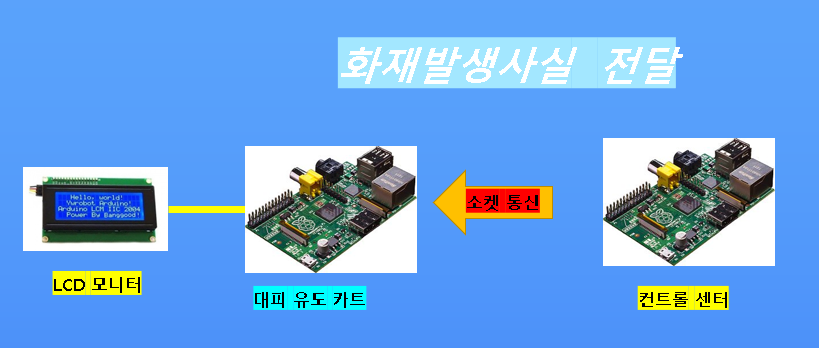 화재발생사실 전달
Hello, world!
Ywrobot Arduino!
Arduino LCM IIC 2004
Power By Banggood!
소켓 통신
LCD 모니터
대피 유도 카트
컨트롤 센터